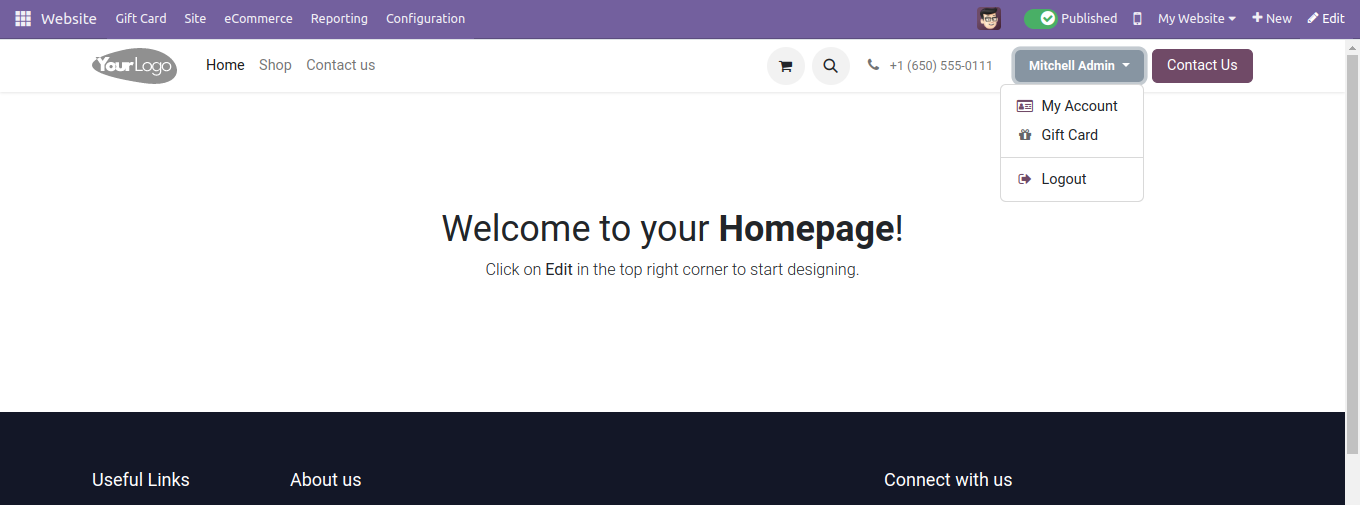 Website Gift Card Site eCommerce Reporting Configuration Published My Website New Edit
YourLogo Home Shop Contact us +1 (650) 555-0111 Mitchell Admin Contact Us
My Account
Gift Card
Logout
Welcome to your Homepage!
Click on Edit in the top right corner to start designing.
Useful Links About us Connect with us